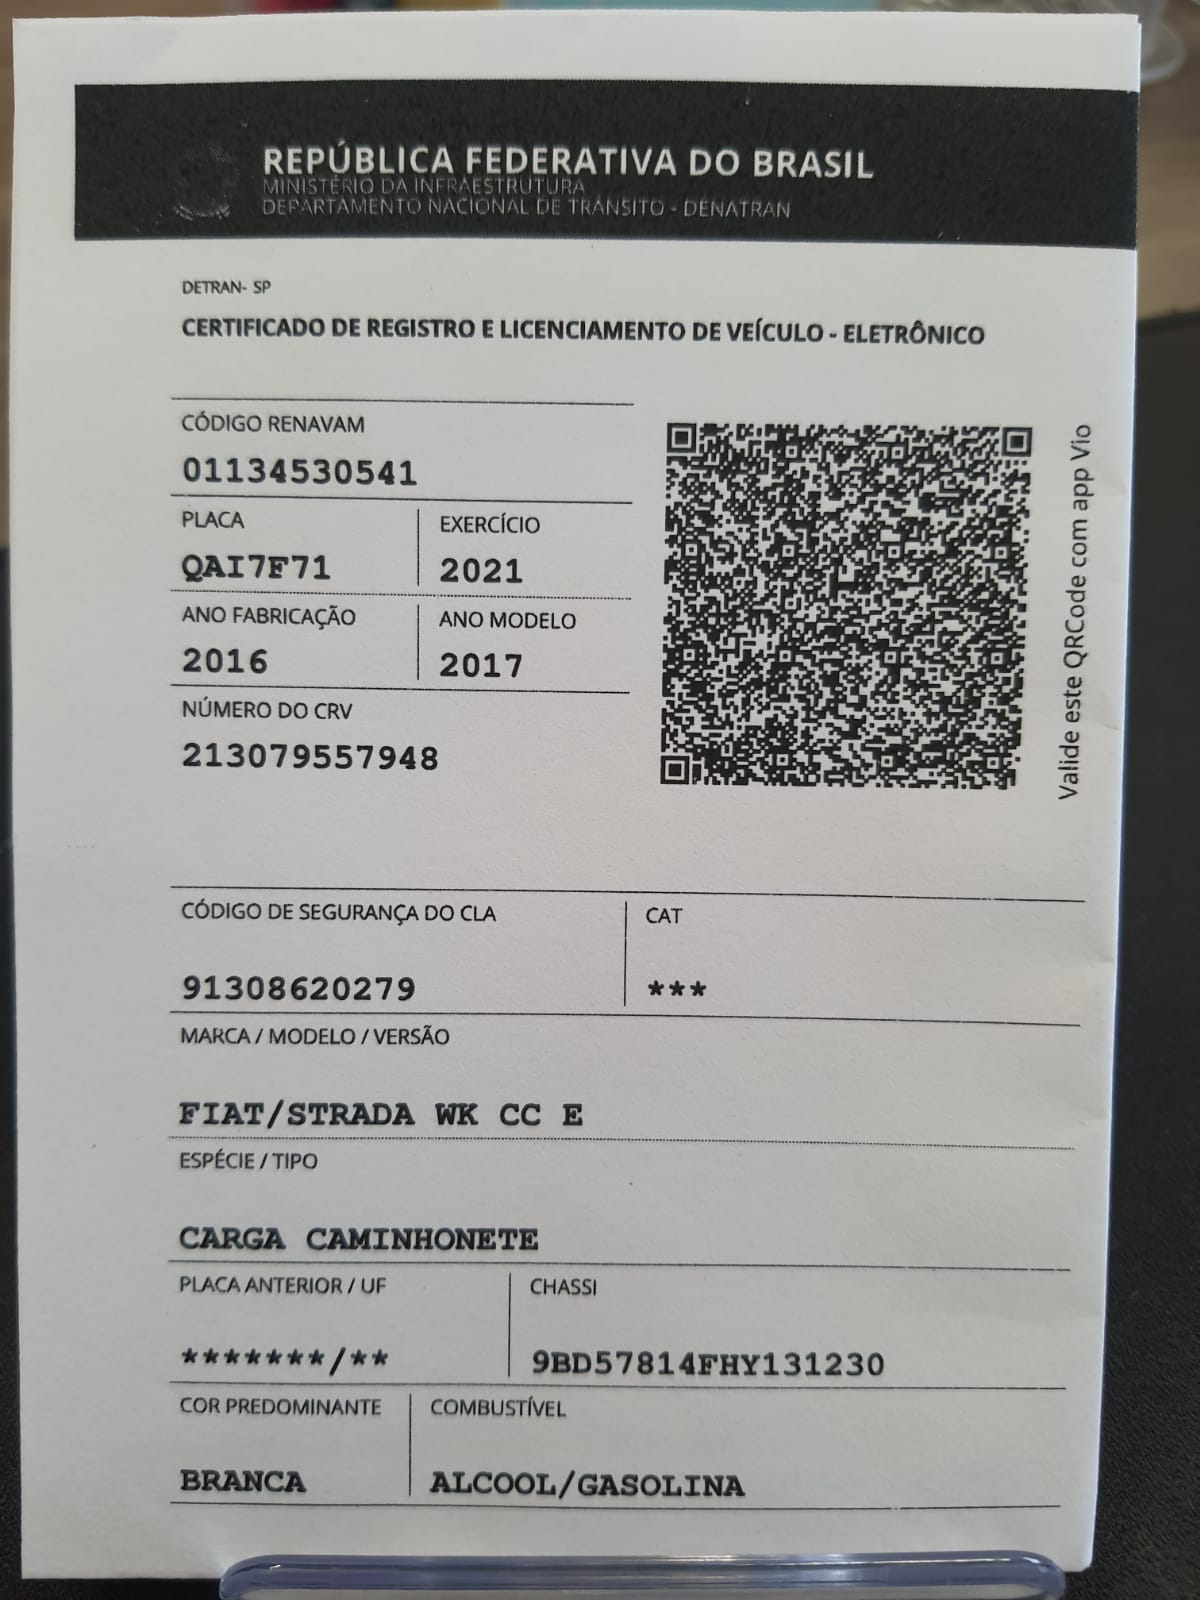 REPÚBLICA FEDERATIVA DO BRASIL
MINISTÉRIO DA INFRAESTRUTURA
DEPARTAMENTO NACIONAL DE TRÂNSITO - DENATRAN
DETRAN- SP
CERTIFICADO DE REGISTRO E LICENCIAMENTO DE VEÍCULO - ELETRÔNICO
CÓDIGO RENAVAM
01134530541
PLACA EXERCÍCIO
QAI7F71 2021
ANO FABRICAÇÃO ANO MODELO
2016 2017
NÚMERO DO CRV
213079557948
Valide este QRCode com app Vio
CÓDIGO DE SEGURANÇA DO CLA CAT
91308620279 ***
MARCA / MODELO / VERSÃO
FIAT/STRADA WK CC E
ESPÉCIE / TIPO
CARGA CAMINHONETE
PLACA ANTERIOR / UF CHASSI
*******/** 9BD57814FHY131230
COR PREDOMINANTE COMBUSTÍVEL
BRANCA ALCOOL/GASOLINA